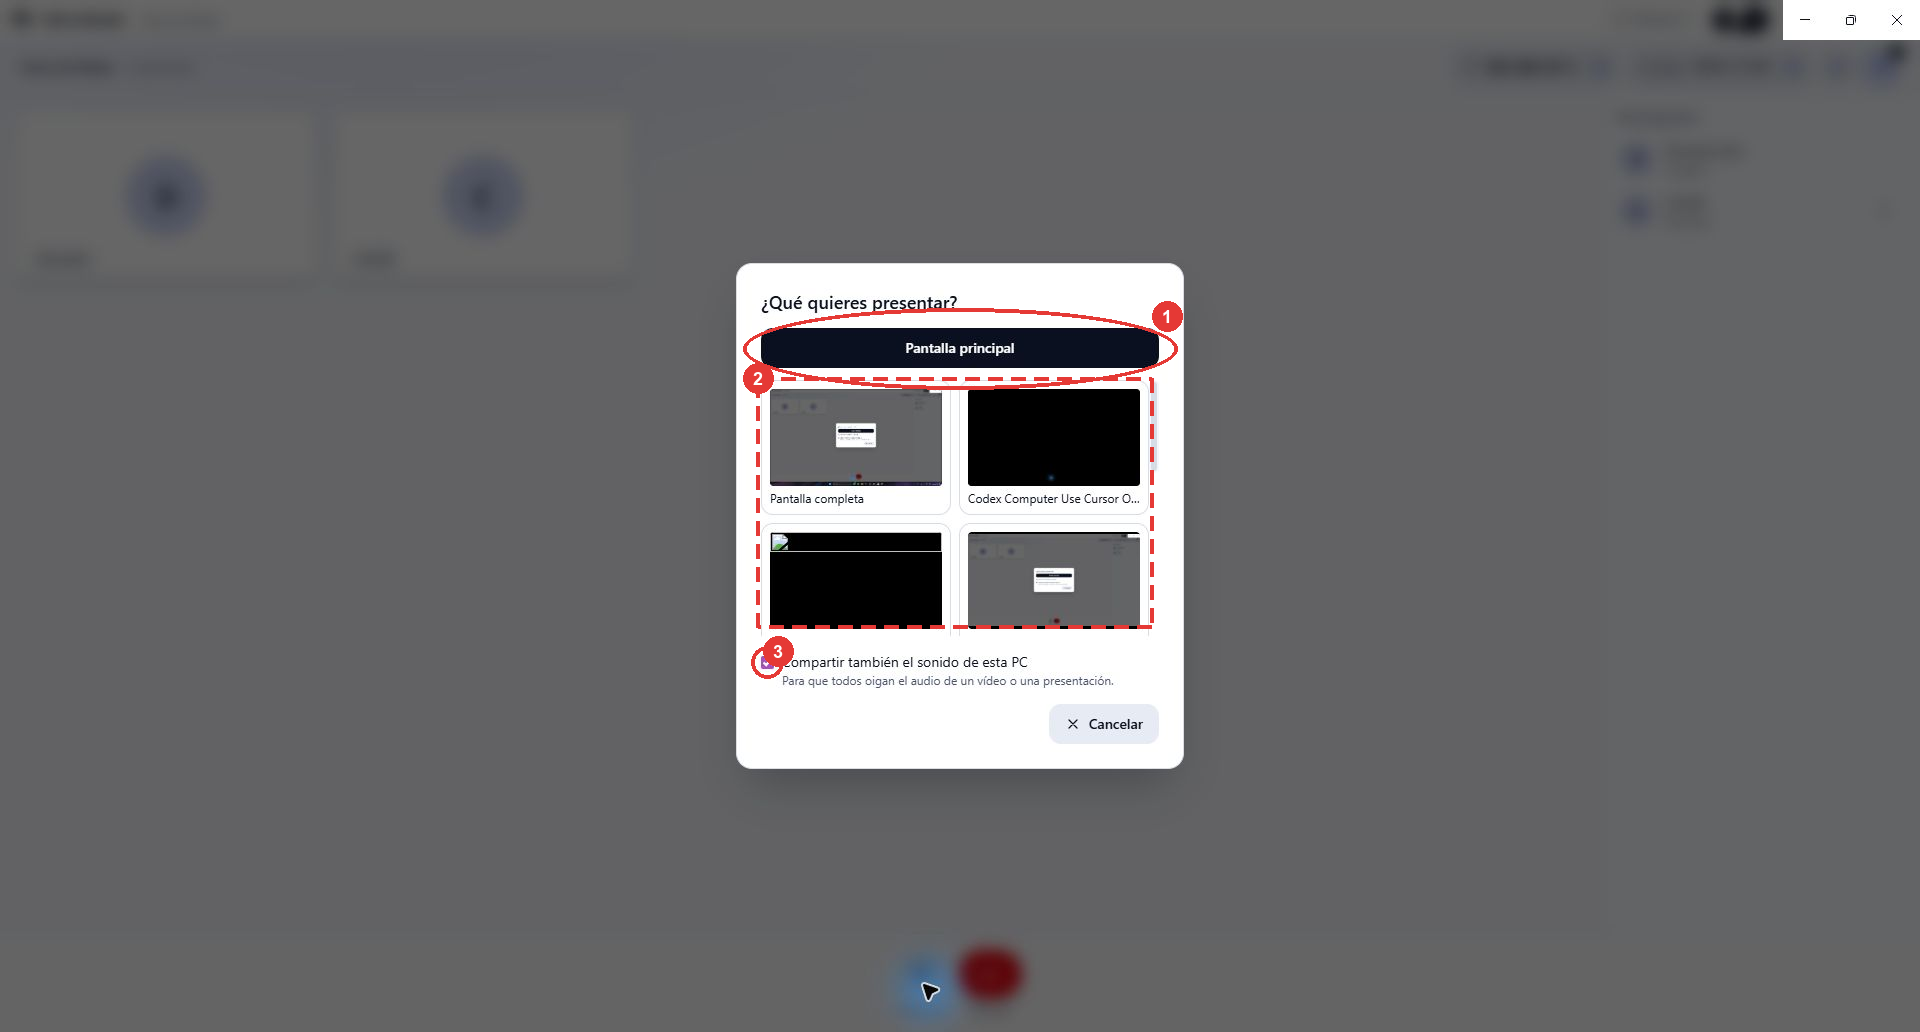 ¿Qué quieres presentar?
1
Pantalla principal
2
Pantalla completa
Codex Computer Use Cursor O...
3
Compartir también el sonido de esta PC
Para que todos oigan el audio de un vídeo o una presentación.
Cancelar